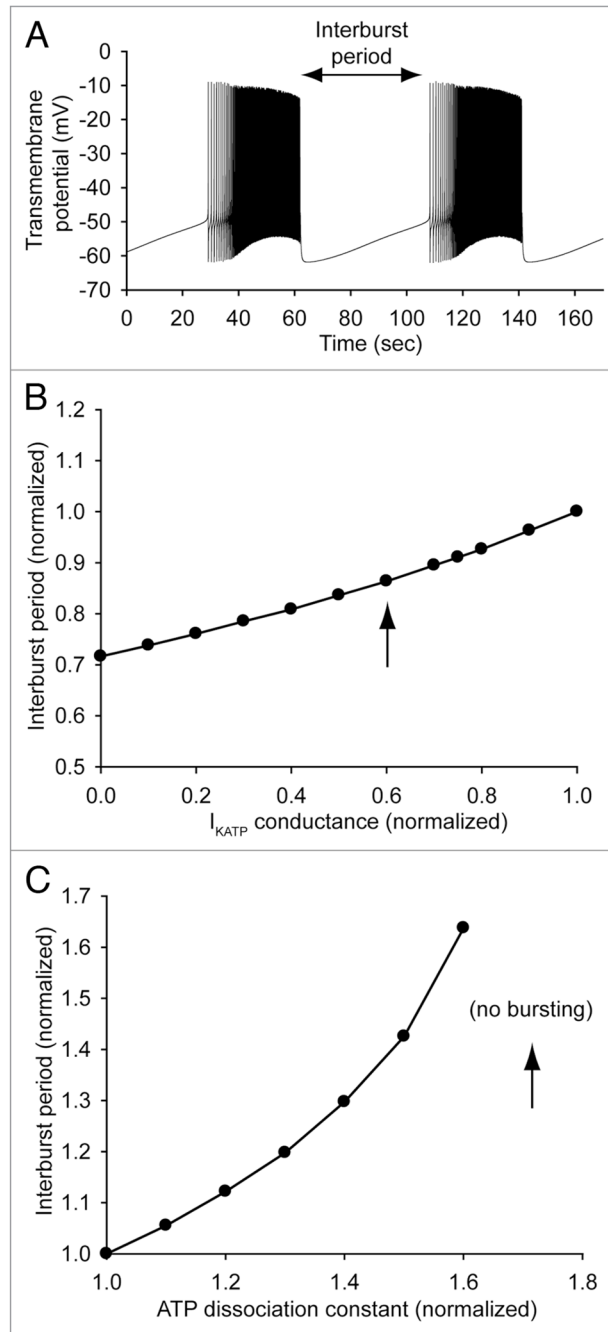 A
Interburst
period
Transmembrane
potential (mV)
0
-10
-20
-30
-40
-50
-60
-70
0 20 40 60 80 100 120 140 160
Time (sec)
B
Interburst period (normalized)
1.2
1.1
1.0
0.9
0.8
0.7
0.6
0.5
0.0 0.2 0.4 0.6 0.8 1.0
IKATP conductance (normalized)
C
Interburst period (normalized)
1.7
1.6
1.5
1.4
1.3
1.2
1.1
1.0
(no bursting)
1.0 1.2 1.4 1.6 1.8
ATP dissociation constant (normalized)